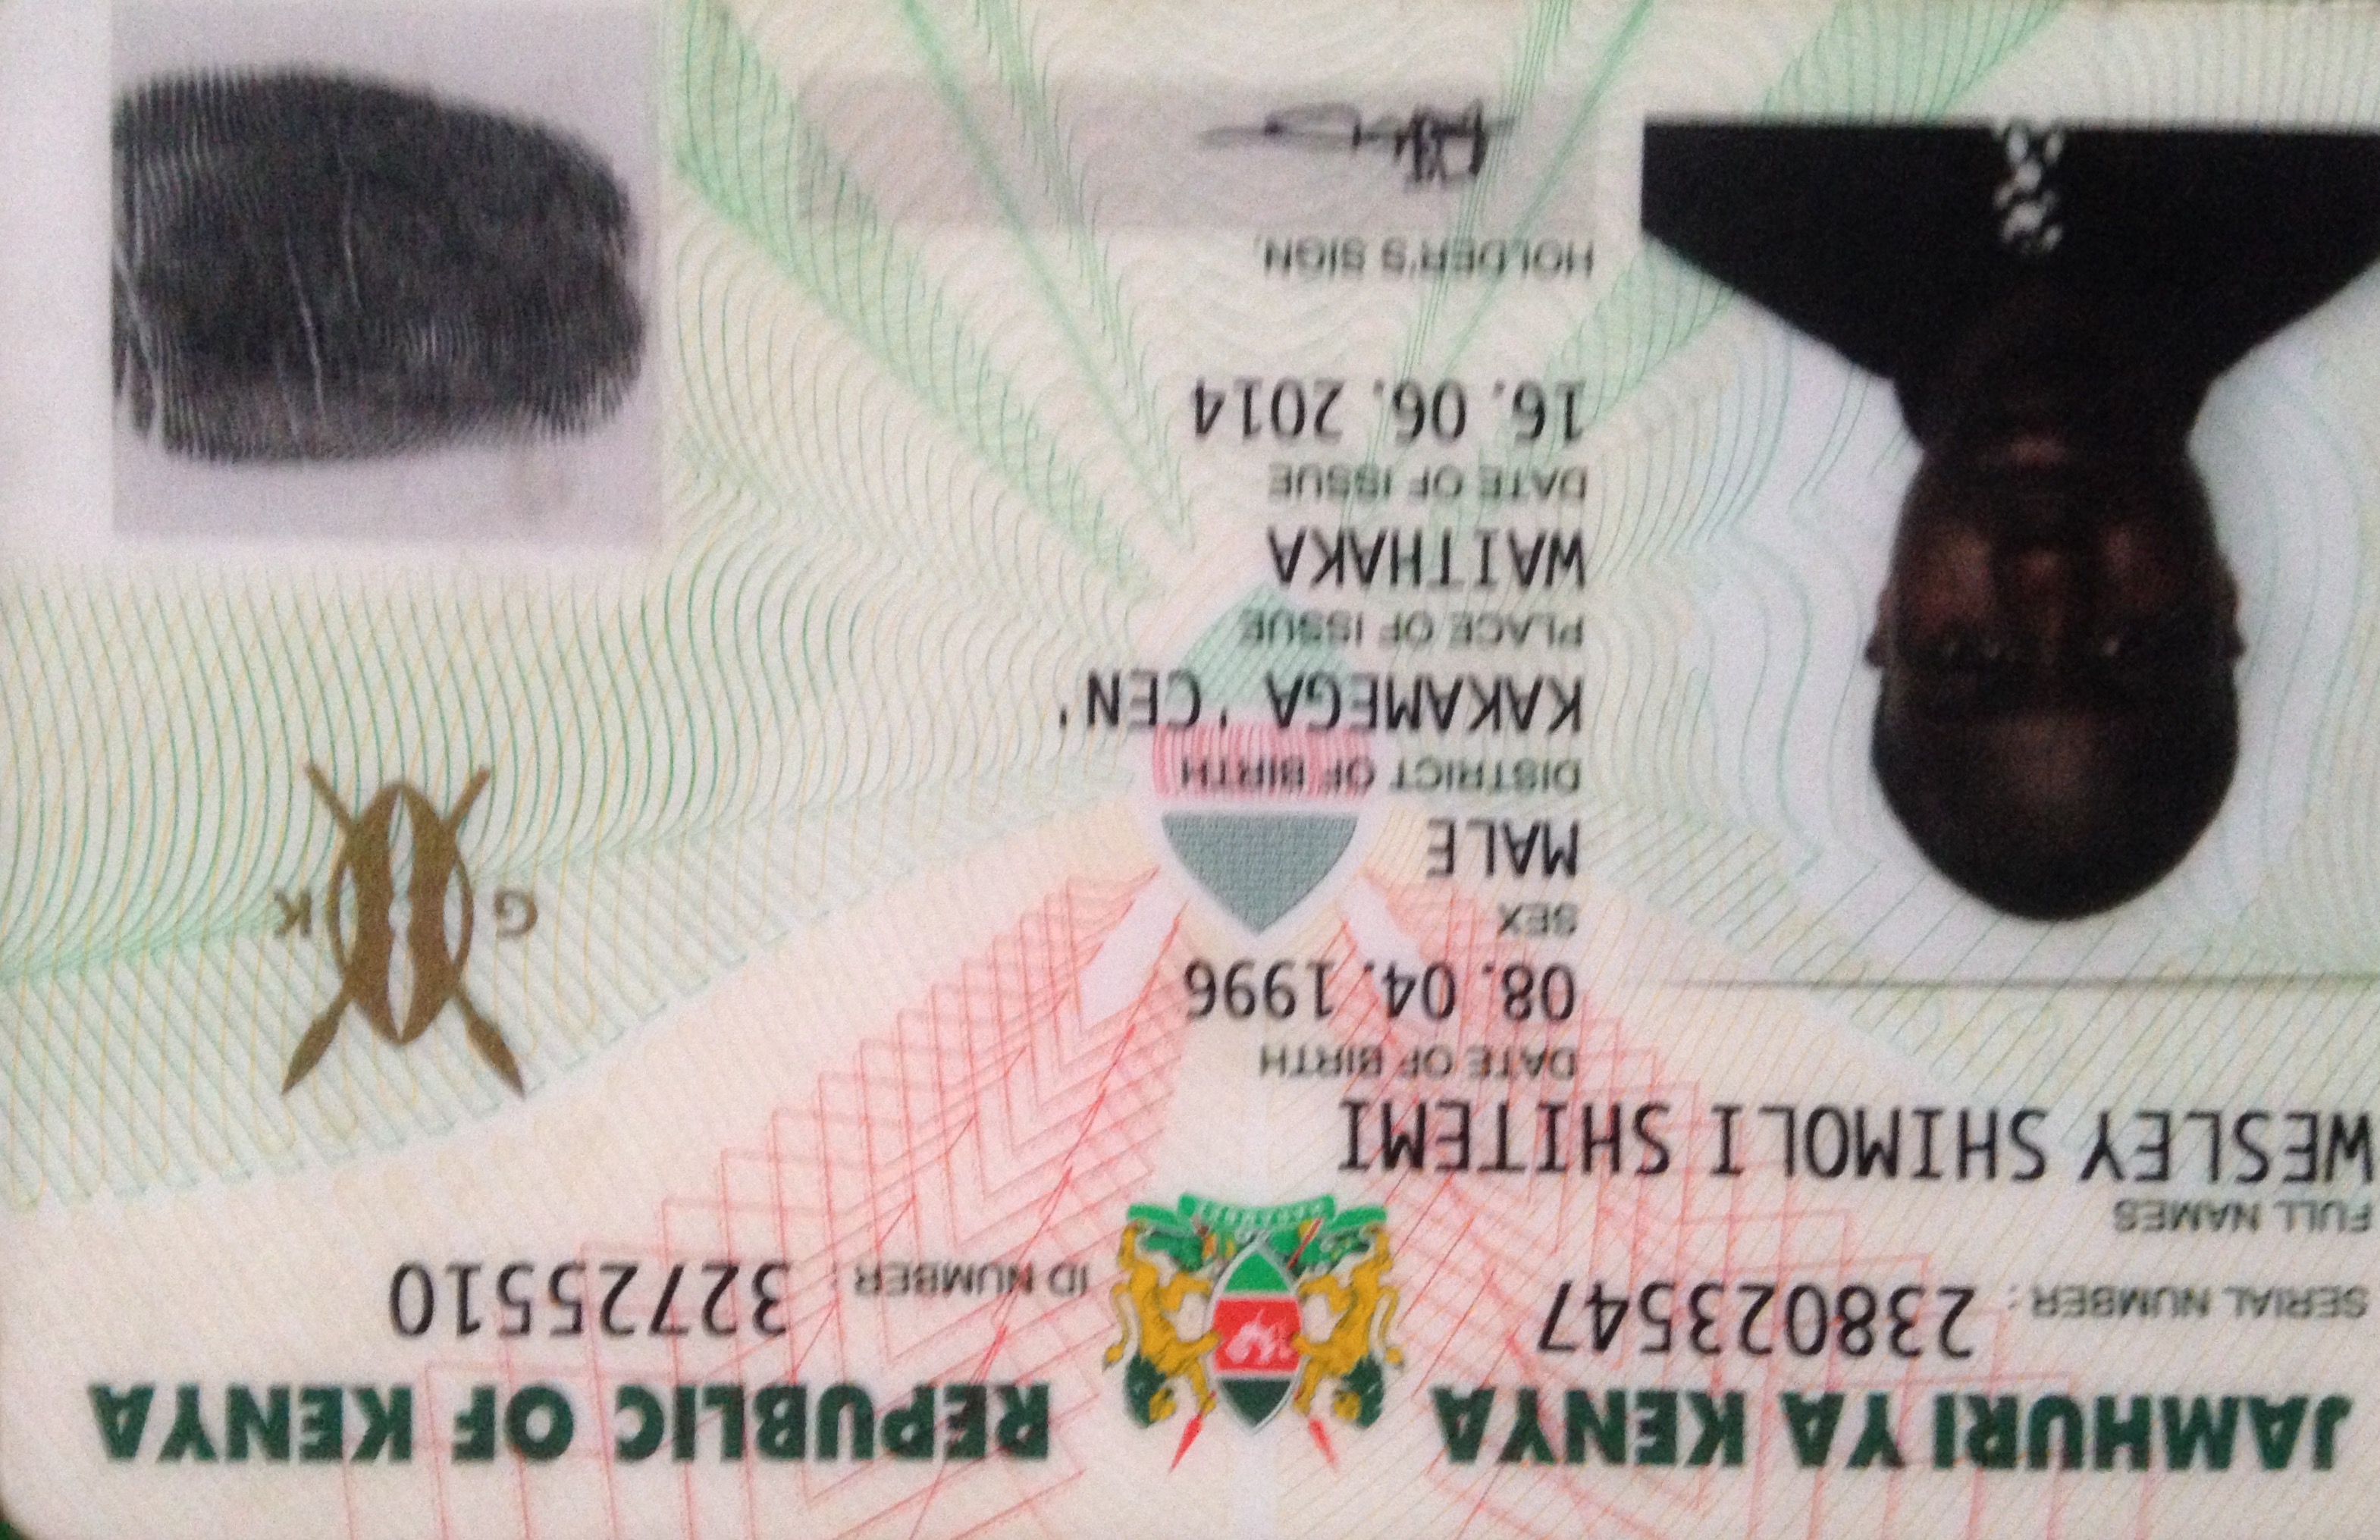 JAMHURI YA KENYA REPUBLIC OF KENYA
SERIAL NUMBER : 238023547 ID NUMBER : 32725510
FULL NAMES
WESLEY SHIMOLI SHITEMI
DATE OF BIRTH
08. 04. 1996
SEX
MALE
G K
DISTRICT OF BIRTH
KAKAMEGA 'CEN'
PLACE OF ISSUE
WAITHAKA
DATE OF ISSUE
16. 06. 2014
HOLDER'S SIGN.